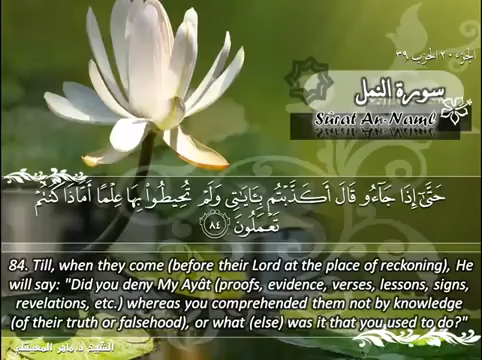 الجزء ٢٠ الحزب ٣٩
سورة النمل
Sûrat An-Naml
حَتَّىٰٓ إِذَا جَآءُو قَالَ أَكَذَّبْتُم بِـَٔايَٰتِى وَلَمْ تُحِيطُوا۟ بِهَا عِلْمًا أَمَّاذَا كُنتُمْ
تَعْمَلُونَ ٨٤
84. Till, when they come (before their Lord at the place of reckoning), He
will say: "Did you deny My Ayât (proofs, evidence, verses, lessons, signs,
revelations, etc.) whereas you comprehended them not by knowledge
(of their truth or falsehood), or what (else) was it that you used to do?"
الشيخ د.ماهر المعيقلي